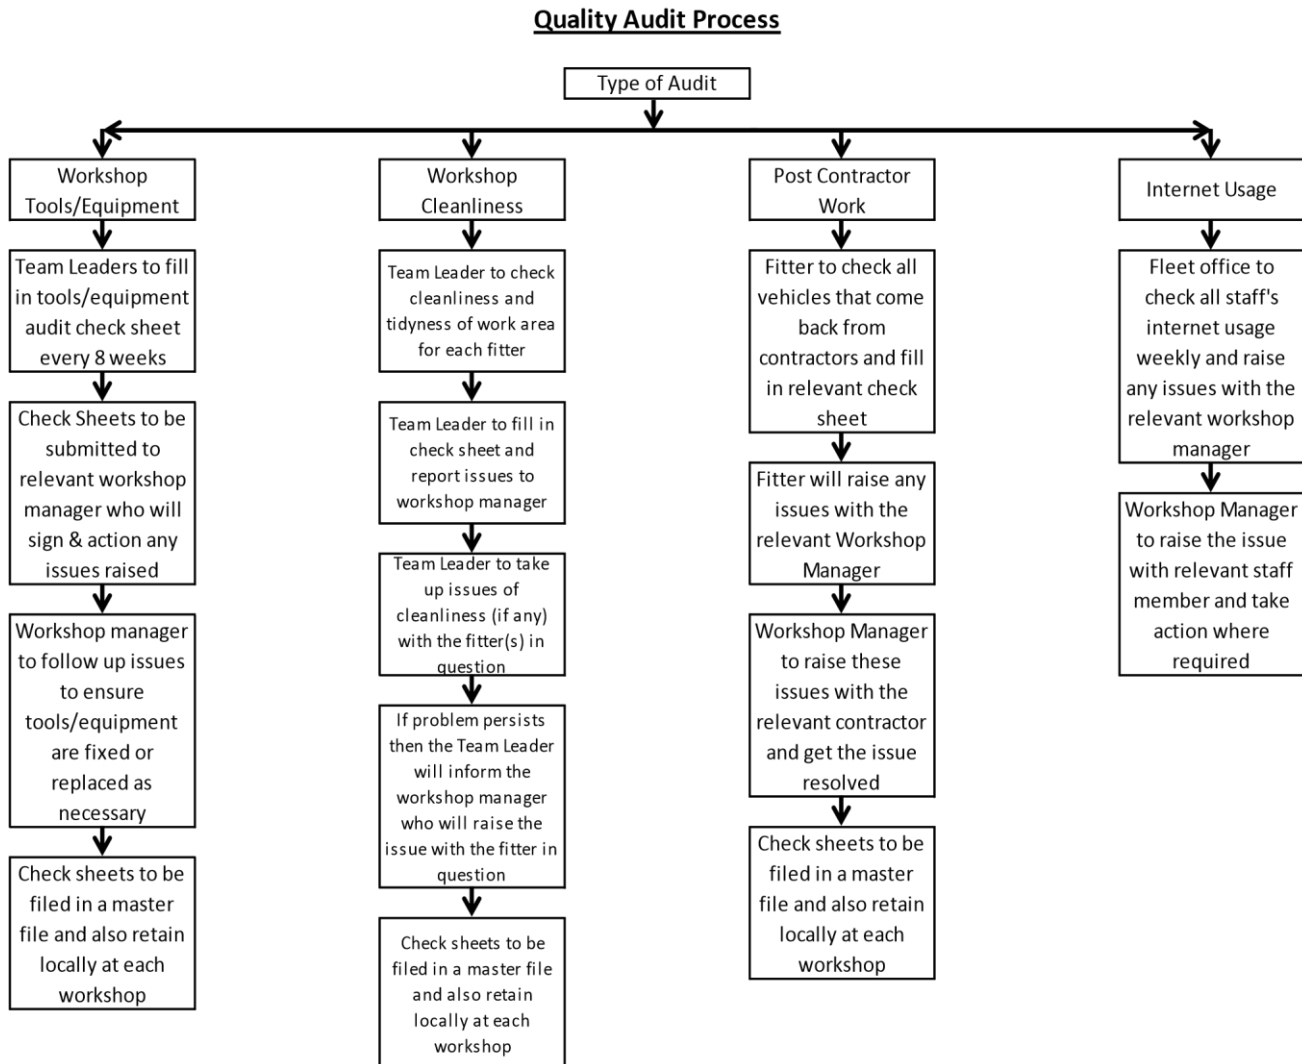 Quality Audit Process
Type of Audit
Workshop
Tools/Equipment
Team Leaders to fill
in tools/equipment
audit check sheet
every 8 weeks
Check Sheets to be
submitted to
relevant workshop
manager who will
sign & action any
issues raised
Workshop manager
to follow up issues
to ensure
tools/equipment
are fixed or
replaced as
necessary
Check sheets to be
filed in a master
file and also retain
locally at each
workshop
Workshop
Cleanliness
Team Leader to check
cleanliness and
tidyness of work area
for each fitter
Team Leader to fill in
check sheet and
report issues to
workshop manager
Team Leader to take
up issues of
cleanliness (if any)
with the fitter(s) in
question
If problem persists
then the Team Leader
will inform the
workshop manager
who will raise the
issue with the fitter in
question
Check sheets to be
filed in a master file
and also retain
locally at each
workshop
Post Contractor
Work
Fitter to check all
vehicles that come
back from
contractors and fill
in relevant check
sheet
Fitter will raise any
issues with the
relevant Workshop
Manager
Workshop Manager
to raise these
issues with the
relevant contractor
and get the issue
resolved
Check sheets to be
filed in a master
file and also retain
locally at each
workshop
Internet Usage
Fleet office to
check all staff's
internet usage
weekly and raise
any issues with the
relevant workshop
manager
Workshop Manager
to raise the issue
with relevant staff
member and take
action where
required